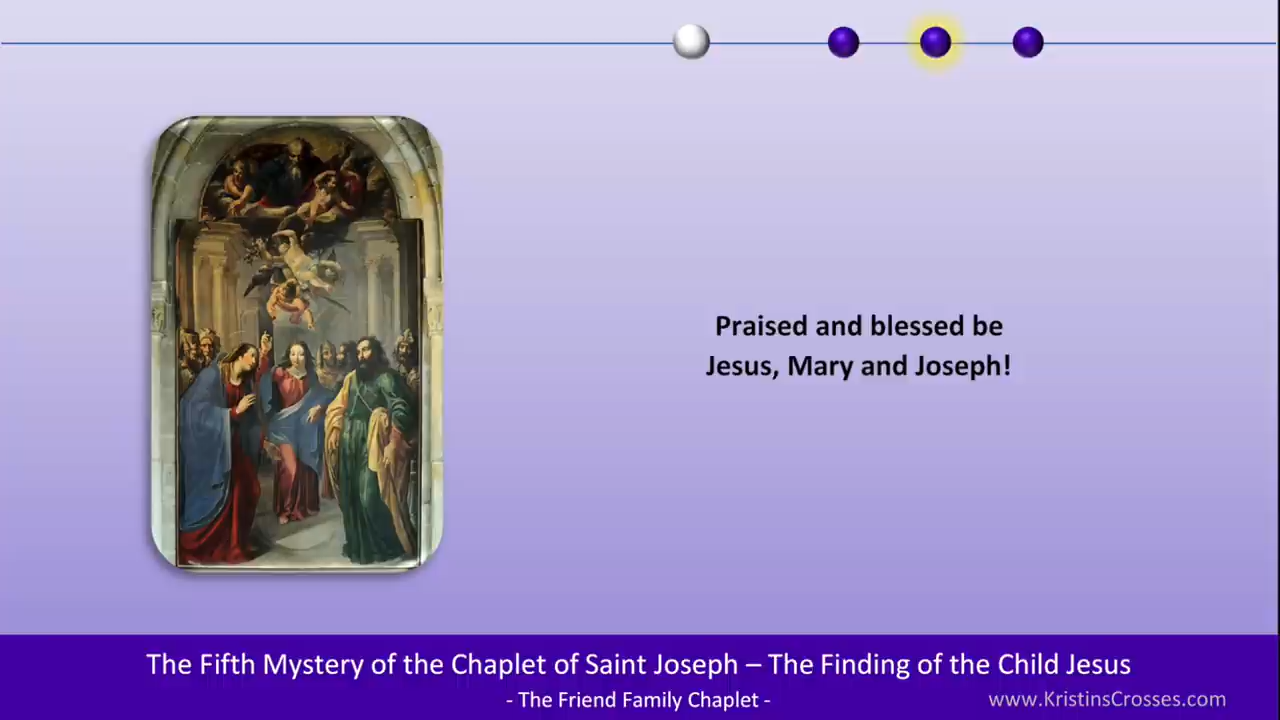 Praised and blessed be
Jesus, Mary and Joseph!
The Fifth Mystery of the Chaplet of Saint Joseph – The Finding of the Child Jesus
- The Friend Family Chaplet -
www.KristinsCrosses.com